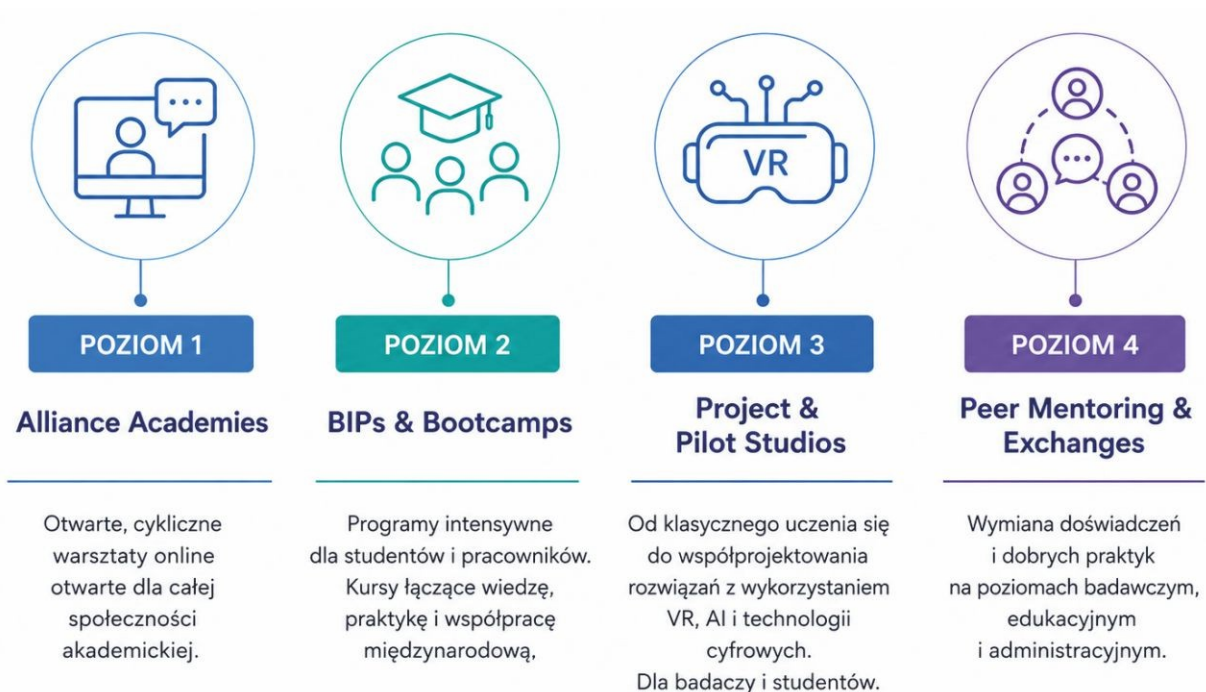 VR
POZIOM 1
Alliance Academies
Otwarte, cykliczne
warsztaty online
otwarte dla całej
społeczności
akademickiej.
POZIOM 2
BIPs & Bootcamps
Programy intensywne
dla studentów i pracowników.
Kursy łączące wiedzę,
praktykę i współpracę
międzynarodową,
POZIOM 3
Project &
Pilot Studios
Od klasycznego uczenia się
do współprojektowania
rozwiązań z wykorzystaniem
VR, AI i technologii
cyfrowych.
Dla badaczy i studentów.
POZIOM 4
Peer Mentoring &
Exchanges
Wymiana doświadczeń
i dobrych praktyk
na poziomach badawczym,
edukacyjnym
i administracyjnym.